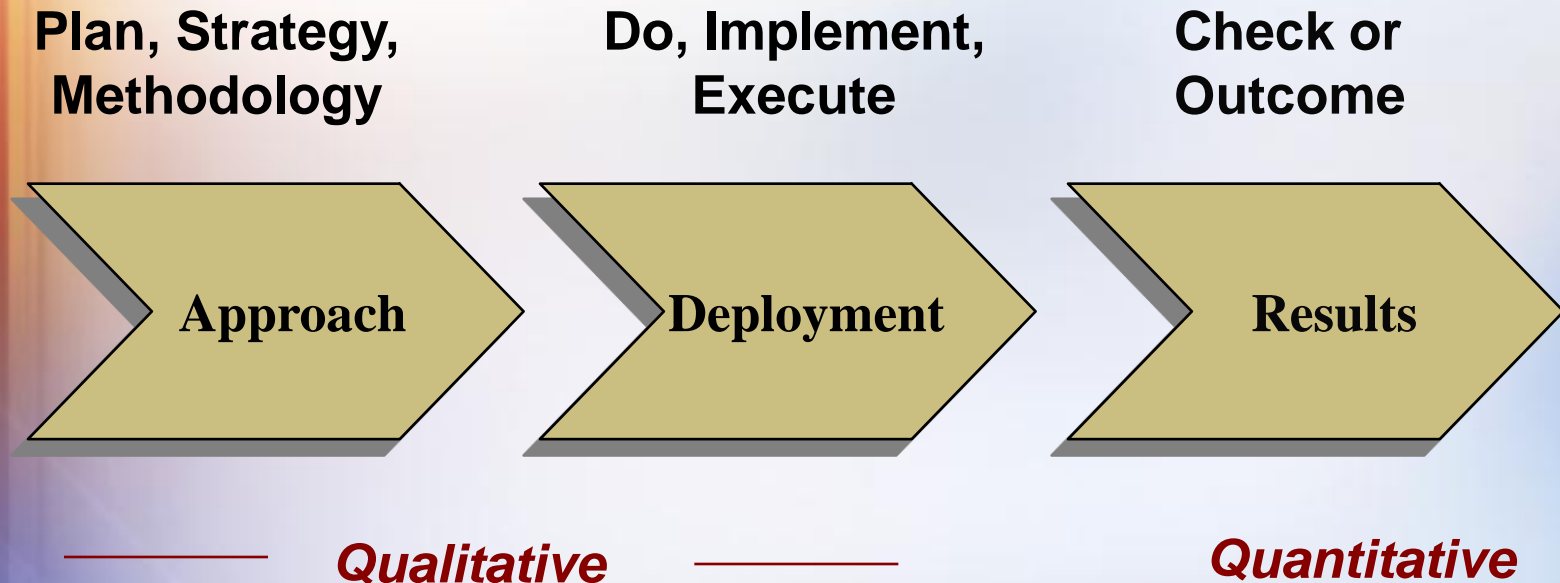 Plan, Strategy,
Methodology
Do, Implement,
Execute
Check or
Outcome
Approach
Deployment
Results
Qualitative
Quantitative